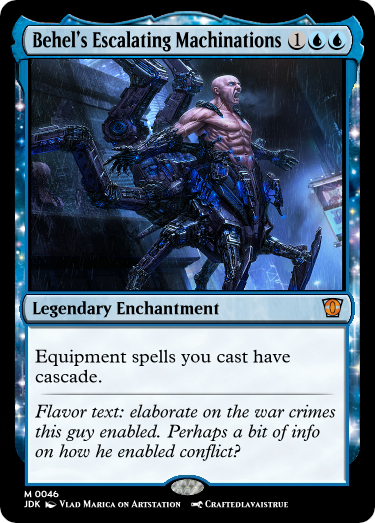 Behel's Escalating Machinations 1
Legendary Enchantment
Equipment spells you cast have
cascade.
Flavor text: elaborate on the war crimes
this guy enabled. Perhaps a bit of info
on how he enabled conflict?
M 0046
JDK Vlad Marica on Artstation Craftedlavaistrue